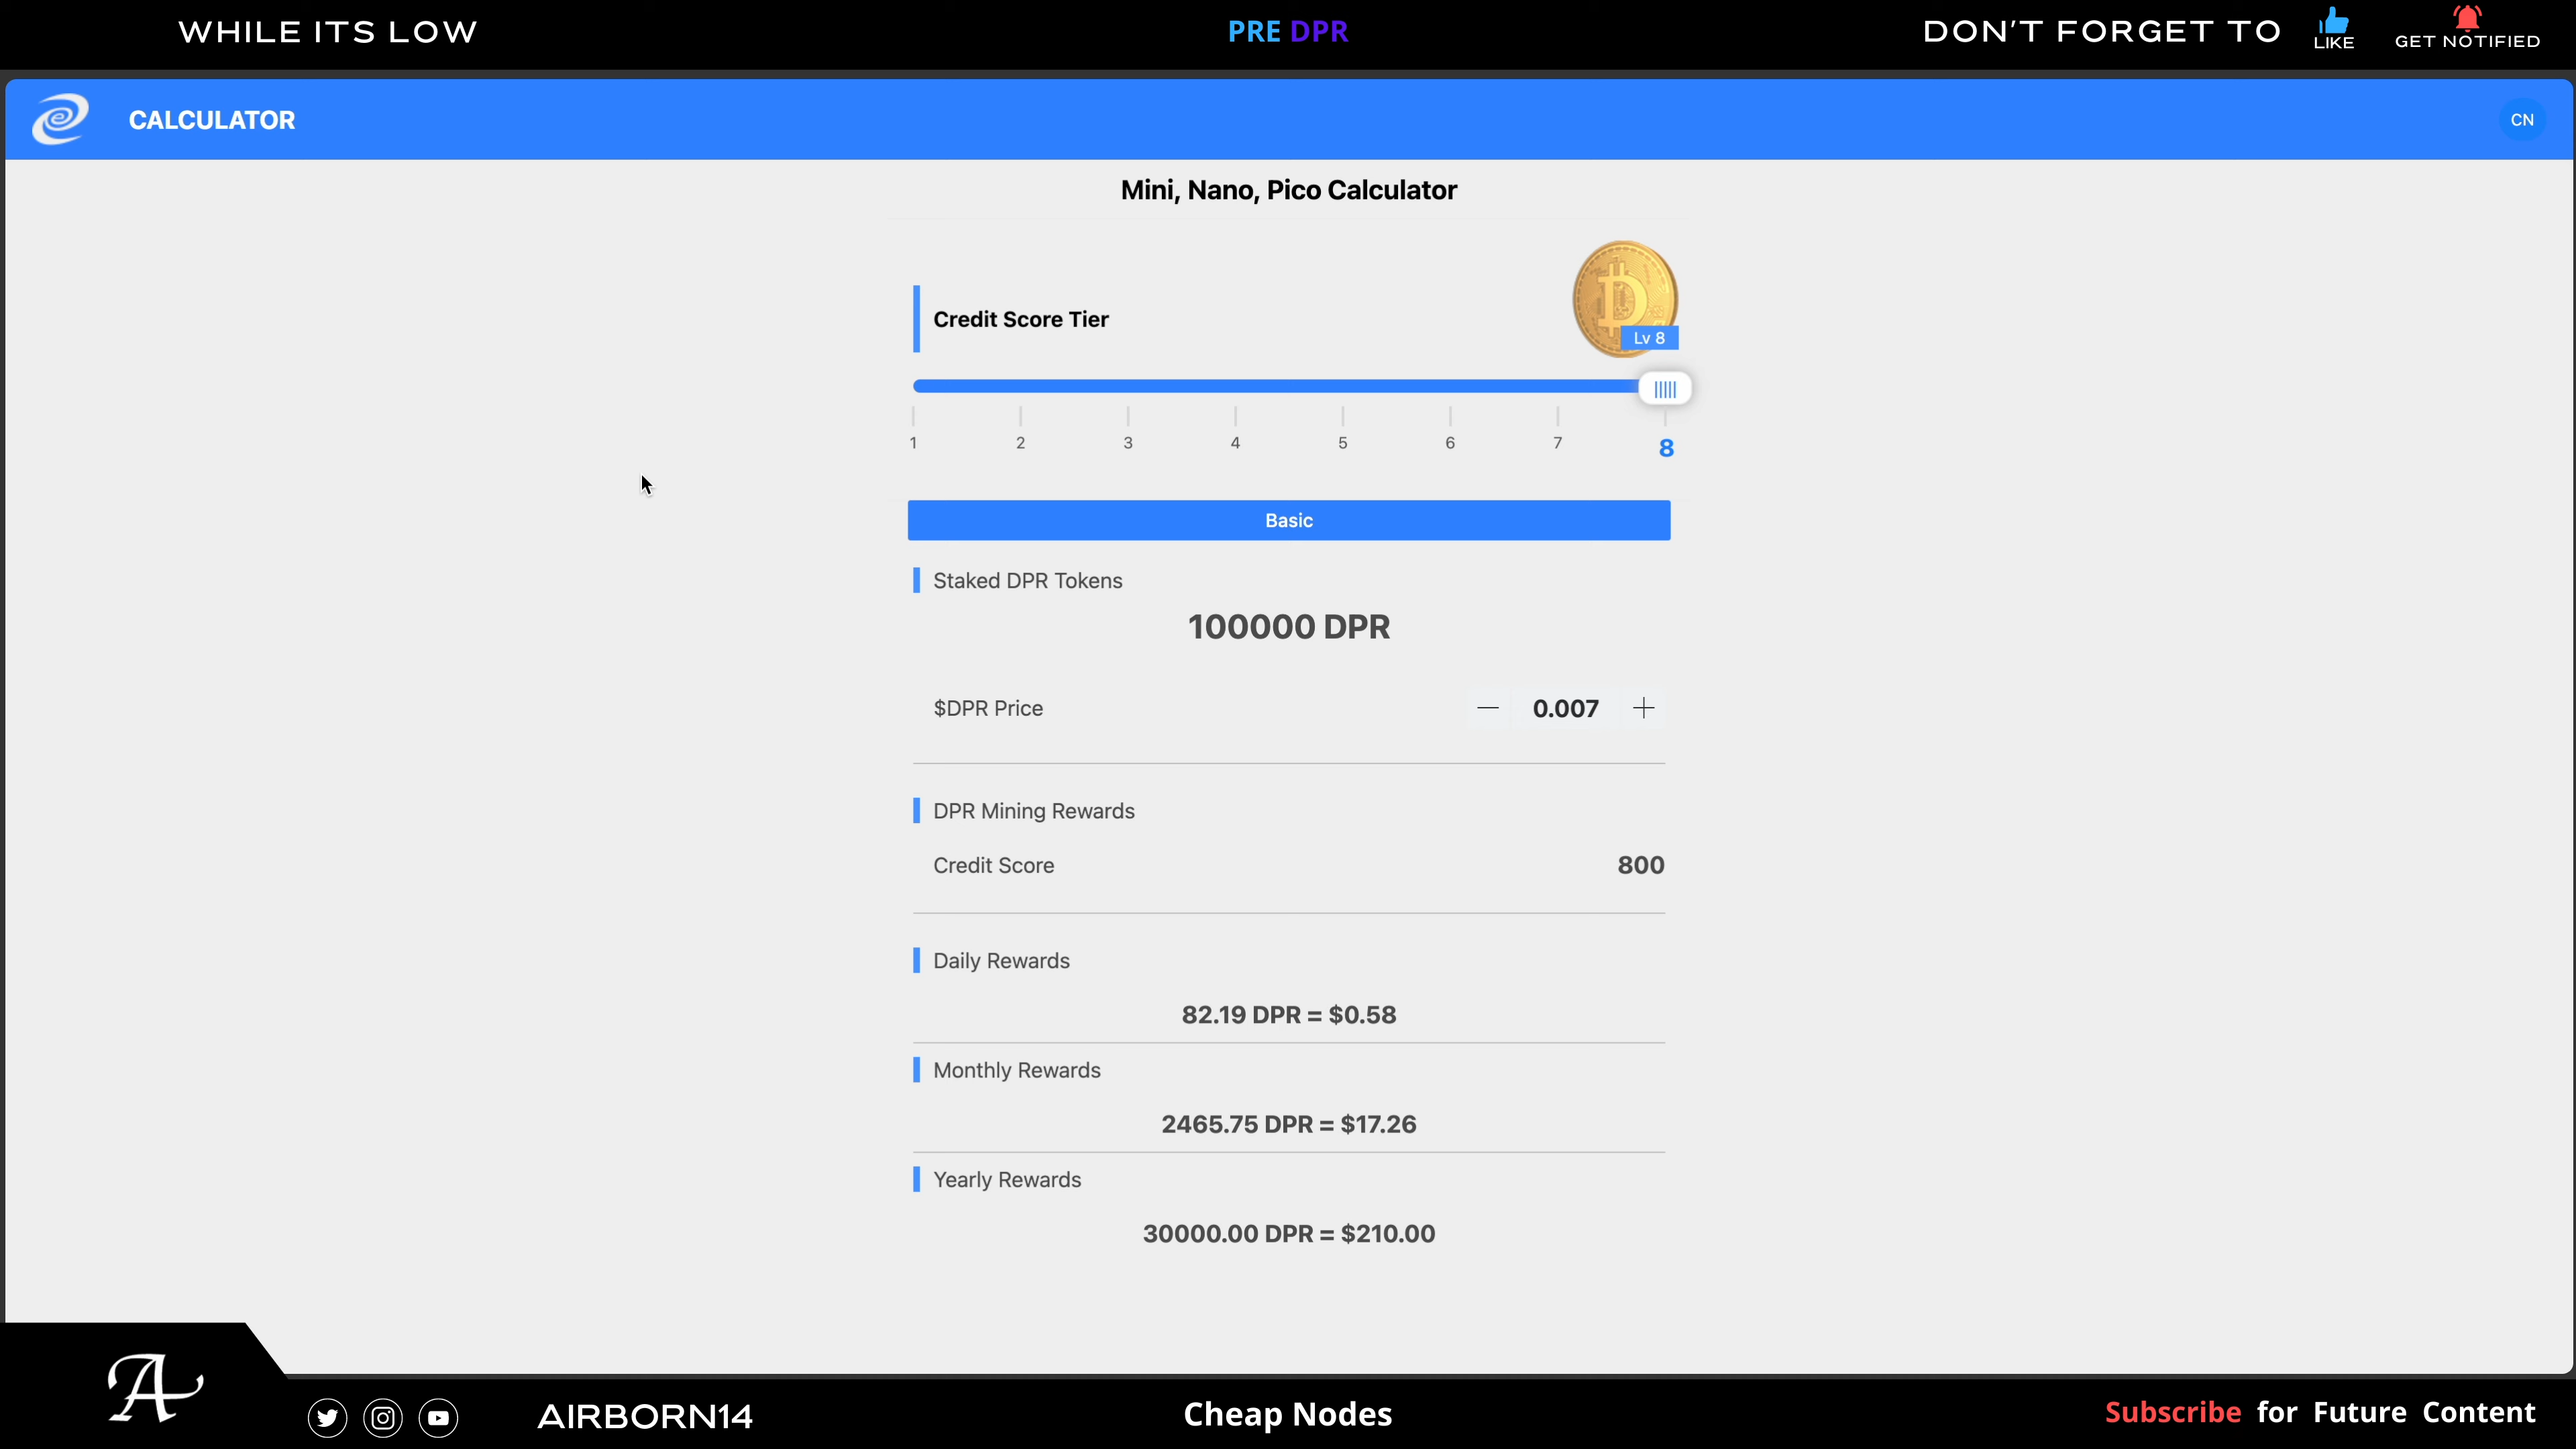 WHILE ITS LOW
PRE DPR
DON'T FORGET TO
LIKE
GET NOTIFIED
CALCULATOR
CN
Mini, Nano, Pico Calculator
Credit Score Tier
Lv 8
1 2 3 4 5 6 7 8
Basic
Staked DPR Tokens
100000 DPR
$DPR Price
— 0.007 +
DPR Mining Rewards
Credit Score 800
Daily Rewards
82.19 DPR = $0.58
Monthly Rewards
2465.75 DPR = $17.26
Yearly Rewards
30000.00 DPR = $210.00
A
AIRBORN14
Cheap Nodes
Subscribe for Future Content